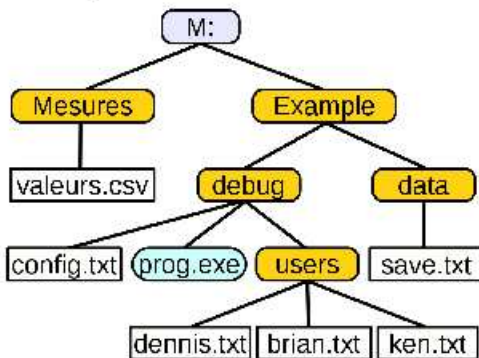 M:
Mesures Example
valeurs.csv debug data
config.txt prog.exe users save.txt
dennis.txt brian.txt ken.txt